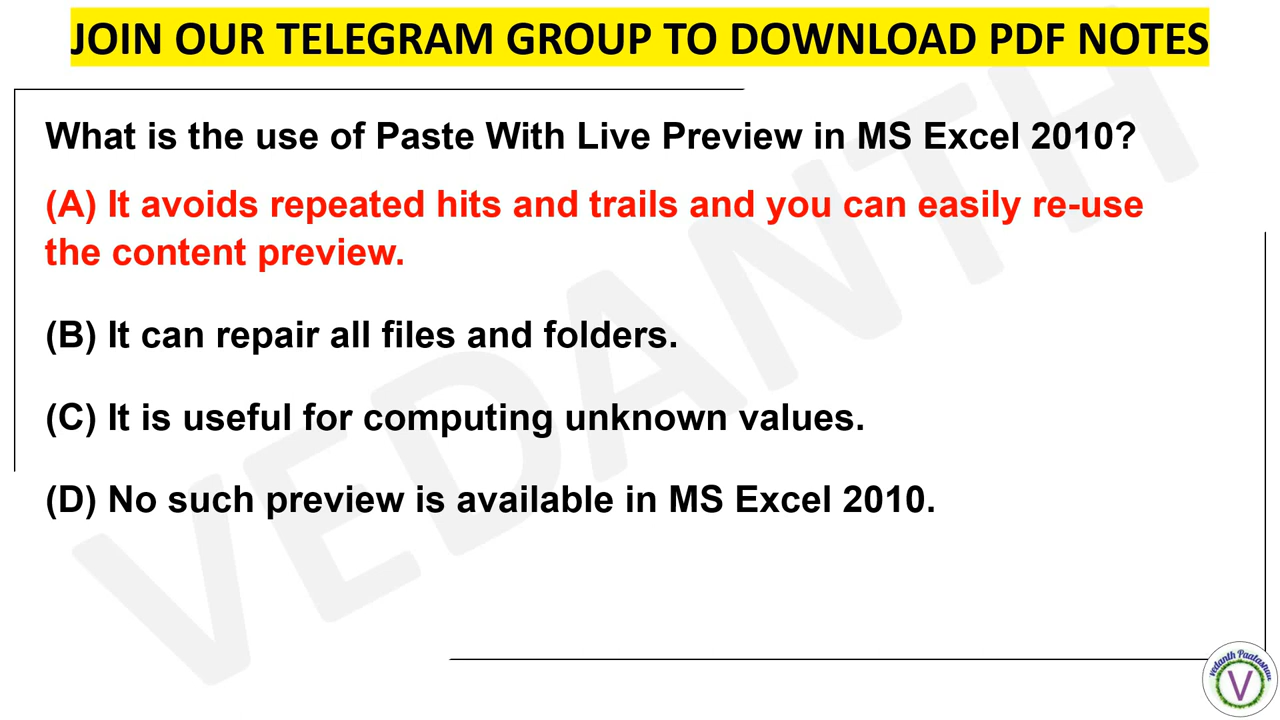 JOIN OUR TELEGRAM GROUP TO DOWNLOAD PDF NOTES
What is the use of Paste With Live Preview in MS Excel 2010?
(A) It avoids repeated hits and trails and you can easily re-use
the content preview.
(B) It can repair all files and folders.
(C) It is useful for computing unknown values.
(D) No such preview is available in MS Excel 2010.
VEDANTH
V